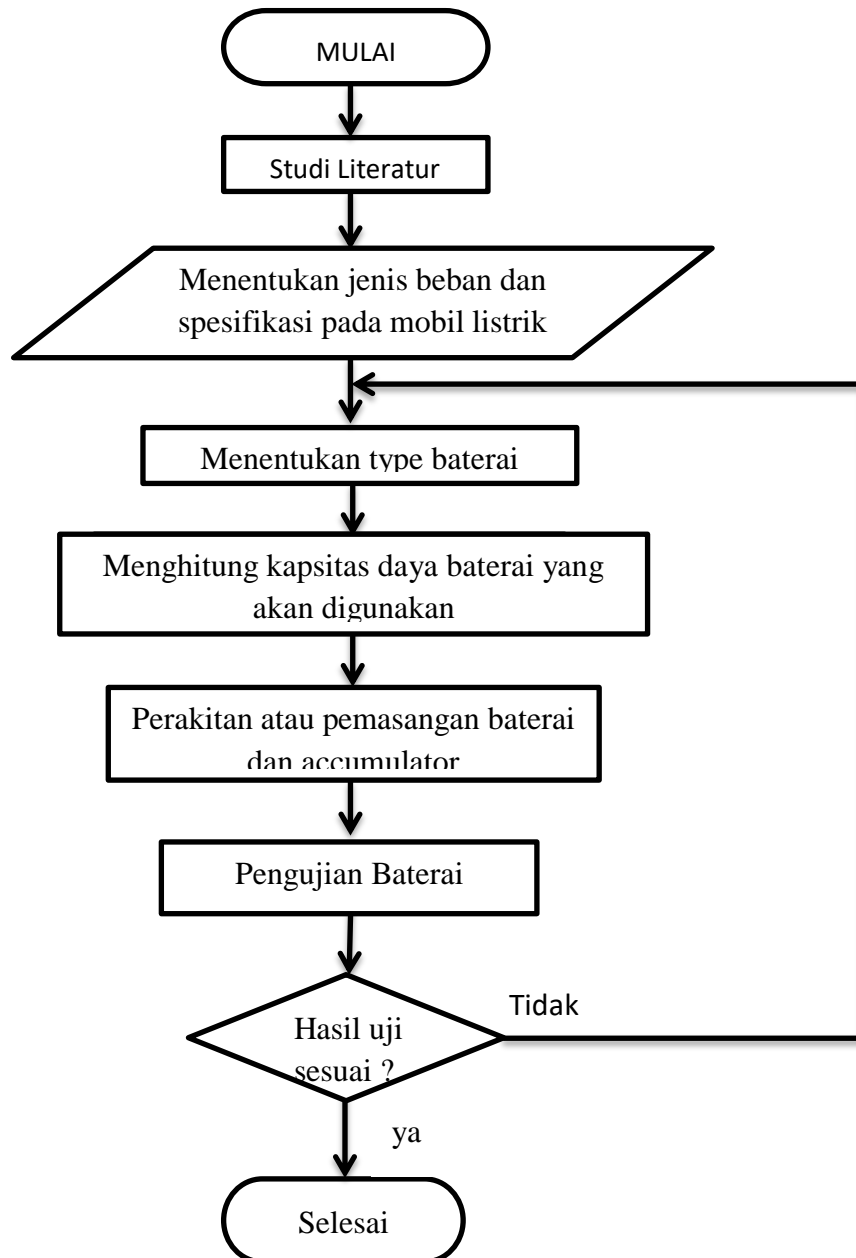 MULAI
Studi Literatur
Menentukan jenis beban dan
spesifikasi pada mobil listrik
Menentukan type baterai
Menghitung kapsitas daya baterai yang
akan digunakan
Perakitan atau pemasangan baterai
dan accumulator
Pengujian Baterai
Hasil uji
sesuai ?
Tidak
ya
Selesai